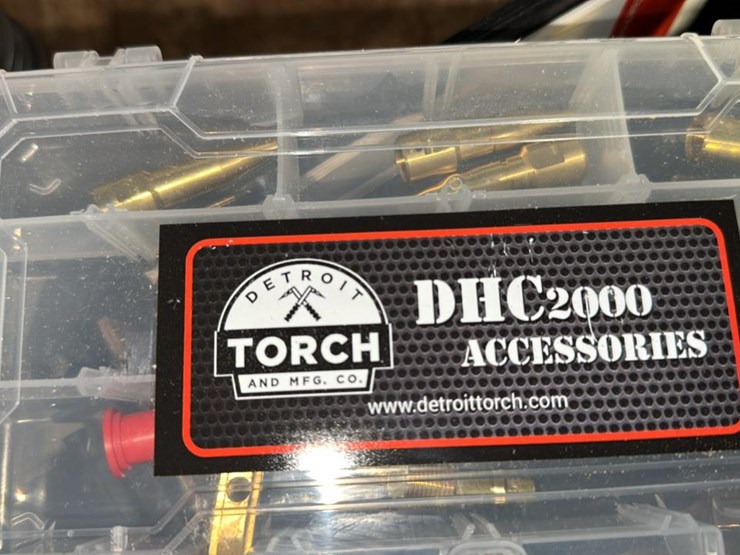 DETROIT
TORCH
AND MFG. CO.
DHC2000
ACCESSORIES
www.detroittorch.com